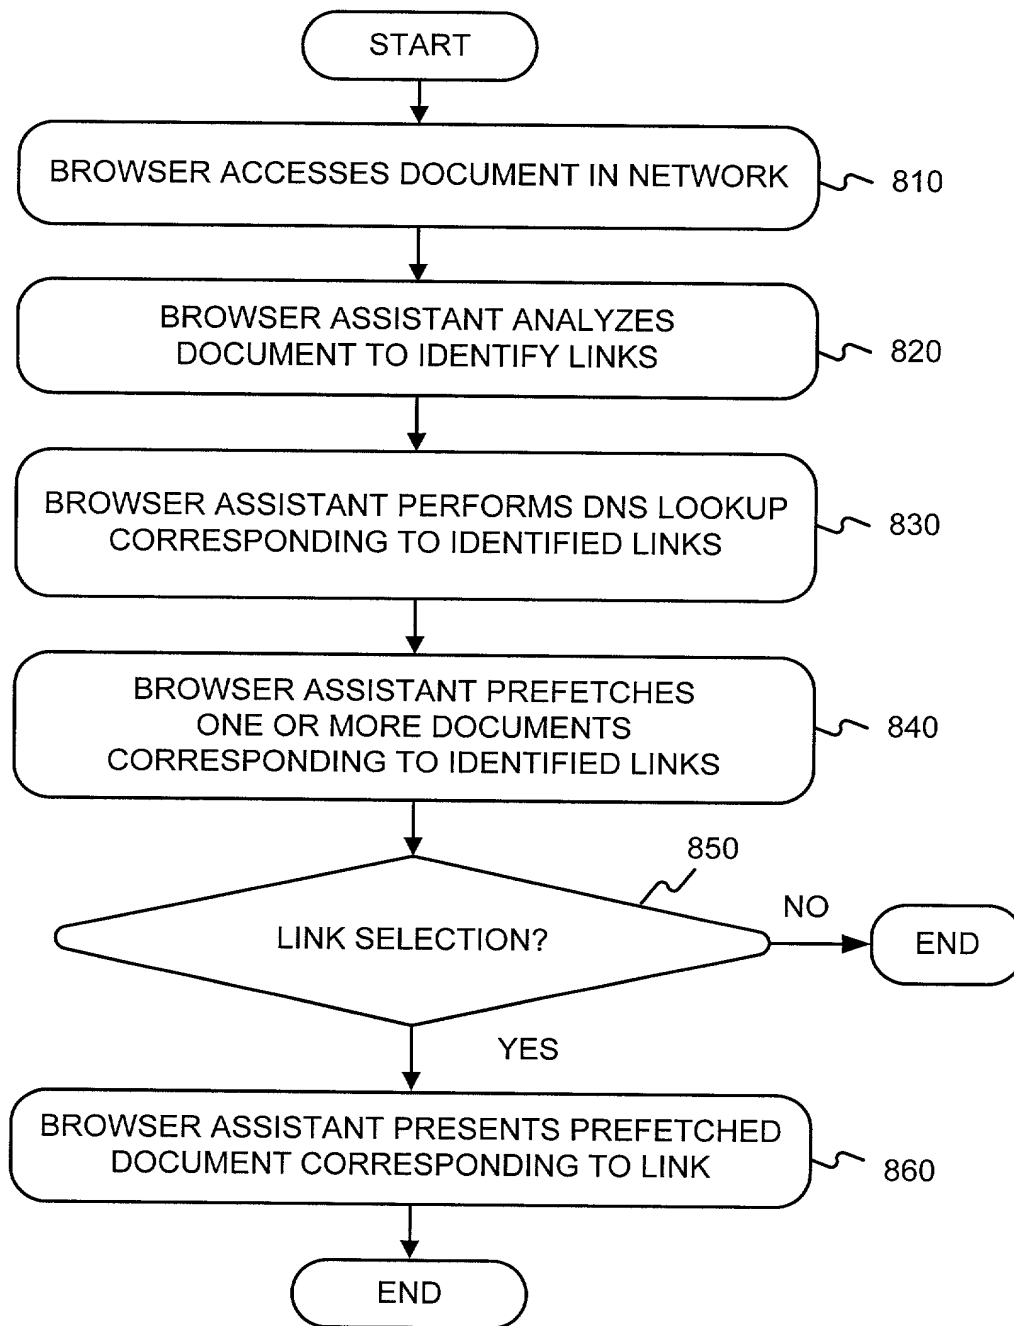 START
BROWSER ACCESSES DOCUMENT IN NETWORK
810
BROWSER ASSISTANT ANALYZES
DOCUMENT TO IDENTIFY LINKS
820
BROWSER ASSISTANT PERFORMS DNS LOOKUP
CORRESPONDING TO IDENTIFIED LINKS
830
BROWSER ASSISTANT PREFETCHES
ONE OR MORE DOCUMENTS
CORRESPONDING TO IDENTIFIED LINKS
840
850
LINK SELECTION?
NO
END
YES
BROWSER ASSISTANT PRESENTS PREFETCHED
DOCUMENT CORRESPONDING TO LINK
860
END